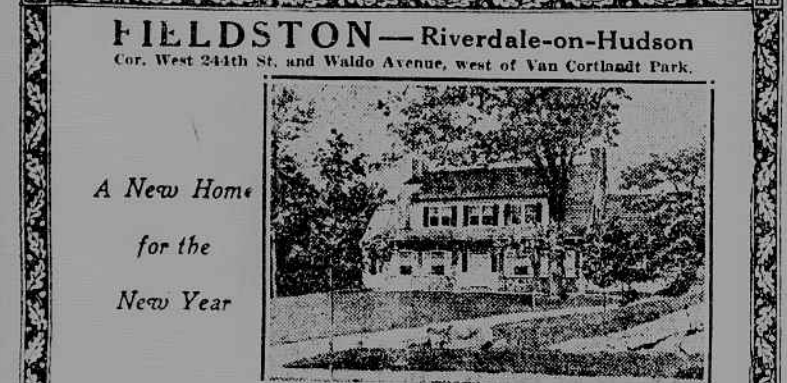 FIELDSTON—Riverdale-on-Hudson
Cor. West 244th St. and Waldo Avenue, west of Van Cortlandt Park.
A New Home
for the
New Year